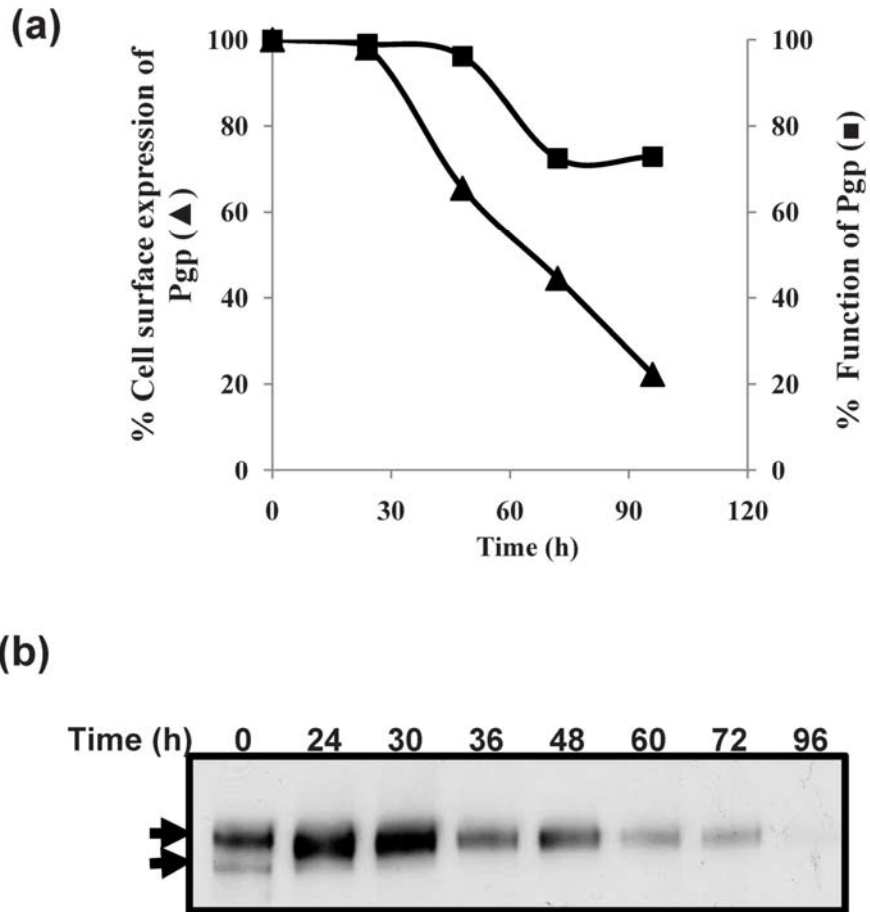 (a)
% Cell surface expression of
Pgp (▲)
100
80
60
40
20
0
100
80
60
40
20
0
% Function of Pgp (■)
0 30 60 90 120
Time (h)
(b)
Time (h) 0 24 30 36 48 60 72 96